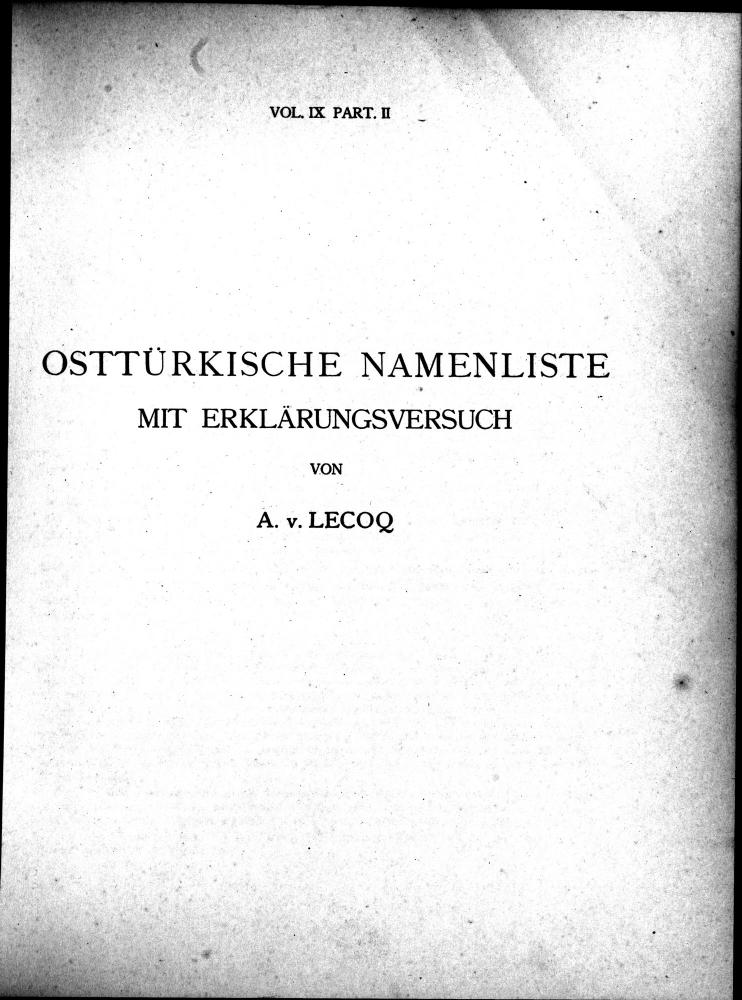 VOL. IX PART. II
OSTTÜRKISCHE NAMENLISTE
MIT ERKLÄRUNGSVERSUCH
VON
A. v. LECOQ